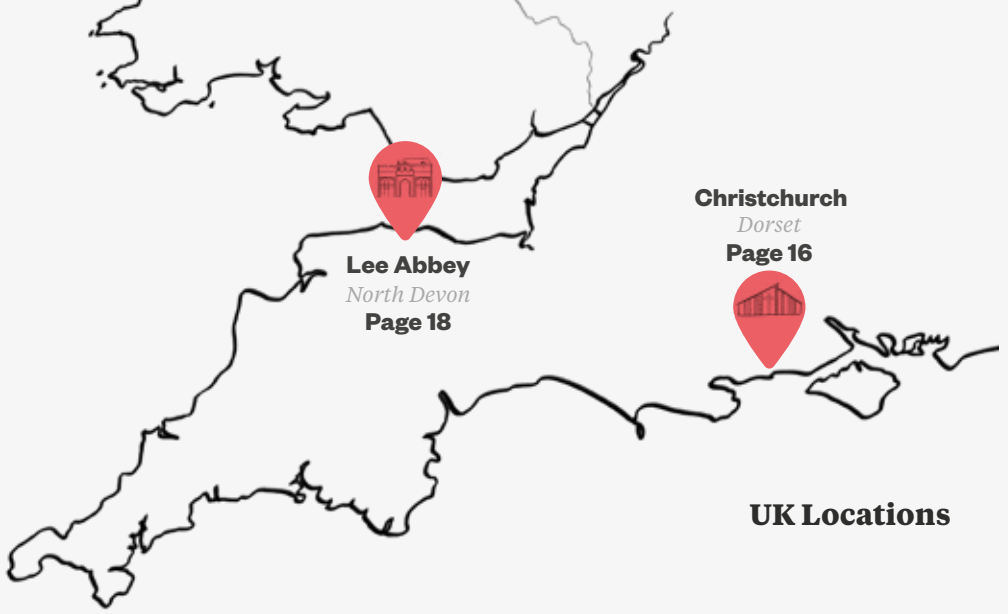 Christchurch
Dorset
Page 16
Lee Abbey
North Devon
Page 18
UK Locations